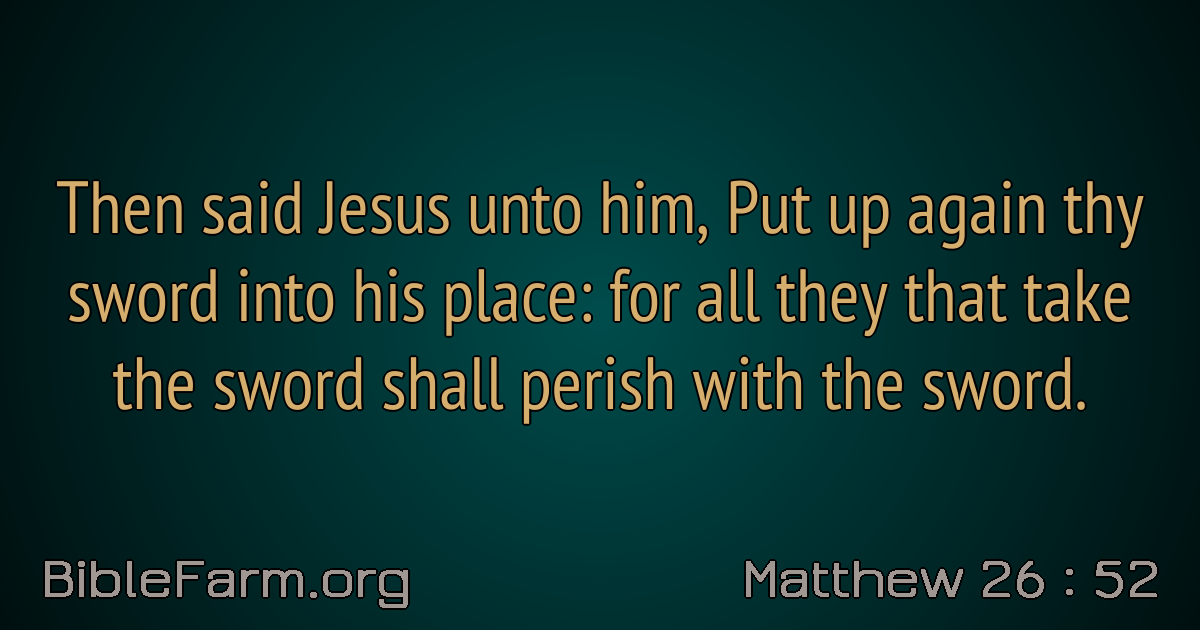 Then said Jesus unto him, Put up again thy
sword into his place: for all they that take
the sword shall perish with the sword.
BibleFarm.org
Matthew 26 : 52